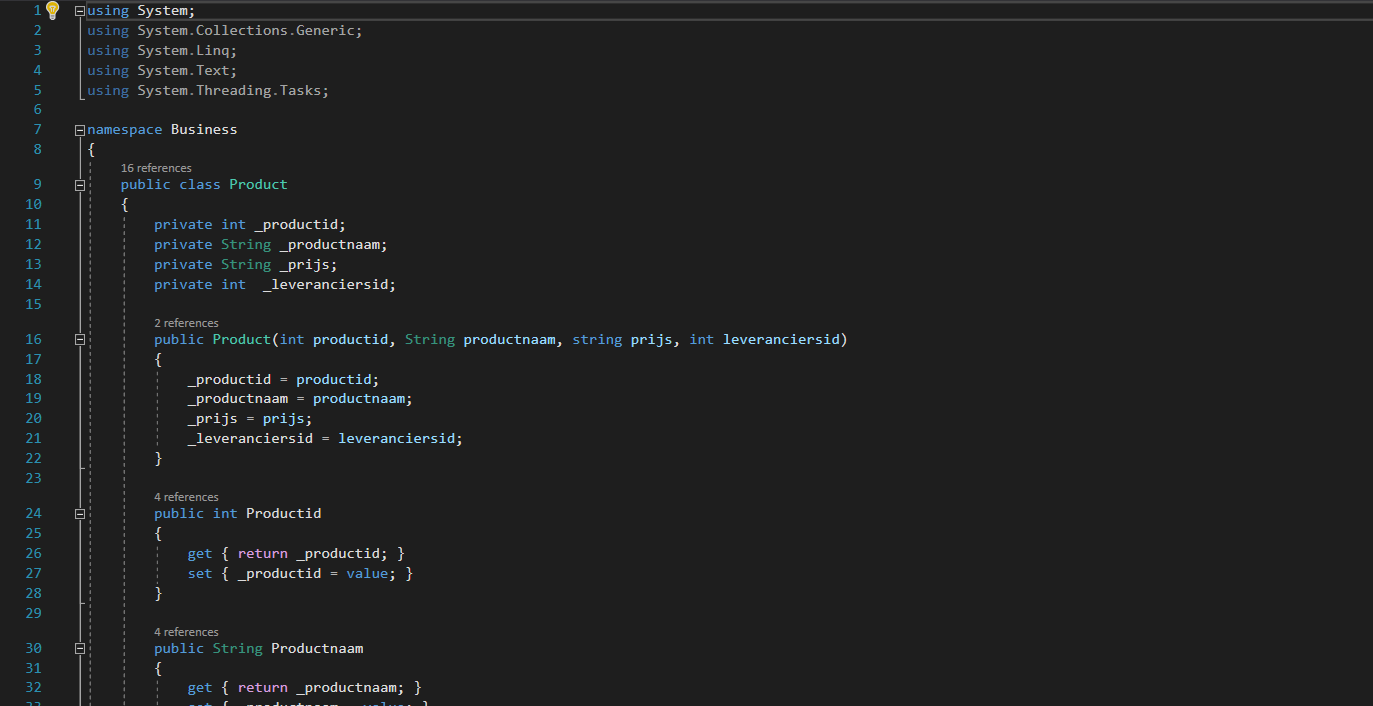 1 using System;
2 using System.Collections.Generic;
3 using System.Linq;
4 using System.Text;
5 using System.Threading.Tasks;
6
7 namespace Business
8 {
16 references
9 public class Product
10 {
11 private int _productid;
12 private String _productnaam;
13 private String _prijs;
14 private int  _leveranciersid;
15
2 references
16 public Product(int productid, String productnaam, string prijs, int leveranciersid)
17 {
18 _productid = productid;
19 _productnaam = productnaam;
20 _prijs = prijs;
21 _leveranciersid = leveranciersid;
22 }
23
4 references
24 public int Productid
25 {
26 get { return _productid; }
27 set { _productid = value; }
28 }
29
4 references
30 public String Productnaam
31 {
32 get { return _productnaam; }
33 set { _productnaam = value; }